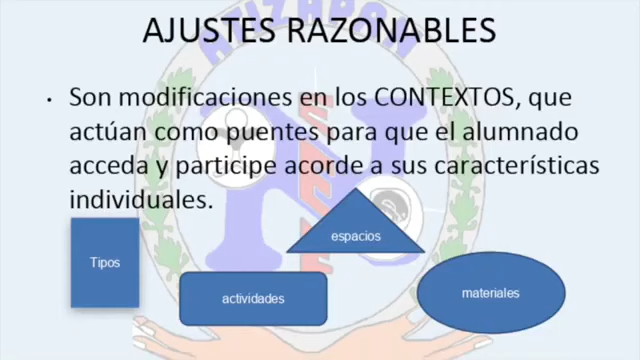 AJUSTES RAZONABLES
• Son modificaciones en los CONTEXTOS, que
actúan como puentes para que el alumnado
acceda y participe acorde a sus características
individuales.
espacios
Tipos
actividades
materiales